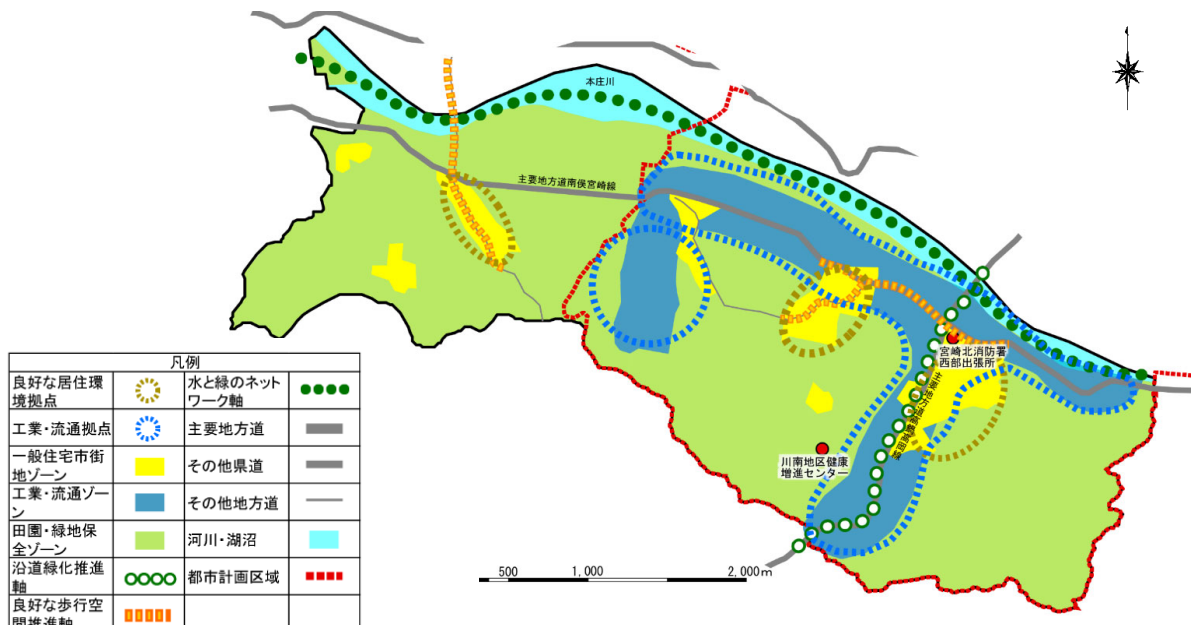 本庄川
主要地方道南俣宮崎線
宮崎北消防署
西部出張所
川南地区健康
増進センター
凡例
良好な居住環
境拠点
水と緑のネット
ワーク軸
工業・流通拠点
主要地方道
一般住宅市街
地ゾーン
その他県道
工業・流通ゾー
ン
その他地方道
田園・緑地保
全ゾーン
河川・湖沼
沿道緑化推進
軸
都市計画区域
良好な歩行空
間推進軸
500
1,000
2,000m